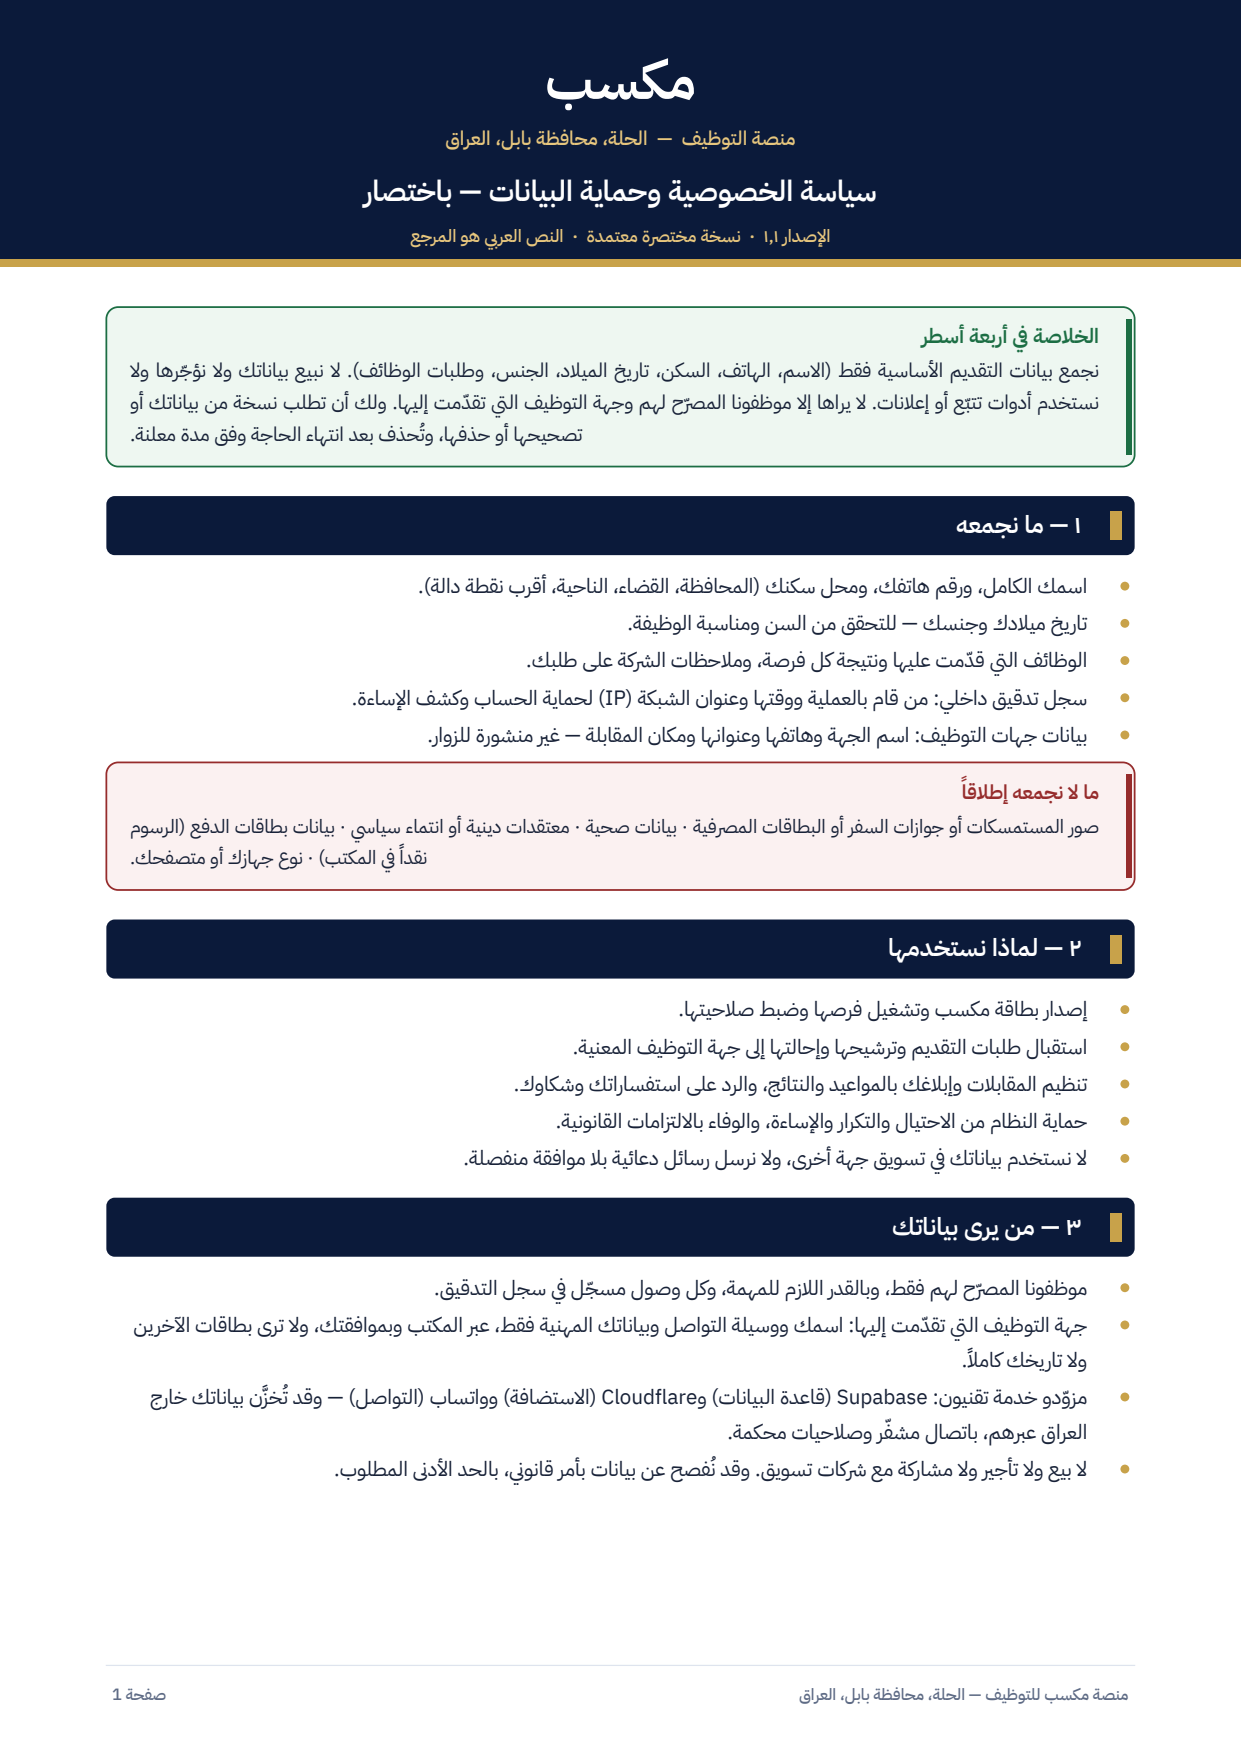 مكسب
منصة التوظيف — الحلة، محافظة بابل، العراق
سياسة الخصوصية وحماية البيانات — باختصار
الإصدار ١,١ · نسخة مختصرة معتمدة · النص العربي هو المرجع
الخلاصة في أربعة أسطر
نجمع بيانات التقديم الأساسية فقط (الاسم، الهاتف، السكن، تاريخ الميلاد، الجنس، وطلبات الوظائف). لا نبيع بياناتك ولا نؤجّرها ولا
نستخدم أدوات تتبّع أو إعلانات. لا يراها إلا موظفونا المصرّح لهم وجهة التوظيف التي تقدّمت إليها. ولك أن تطلب نسخة من بياناتك أو
تصحيحها أو حذفها، وتُحذف بعد انتهاء الحاجة وفق مدة معلنة.
١ — ما نجمعه
● اسمك الكامل، ورقم هاتفك، ومحل سكنك (المحافظة، القضاء، الناحية، أقرب نقطة دالة).
● تاريخ ميلادك وجنسك — للتحقق من السن ومناسبة الوظيفة.
● الوظائف التي قدّمت عليها ونتيجة كل فرصة، وملاحظات الشركة على طلبك.
● سجل تدقيق داخلي: من قام بالعملية ووقتها وعنوان الشبكة (IP) لحماية الحساب وكشف الإساءة.
● بيانات جهات التوظيف: اسم الجهة وهاتفها وعنوانها ومكان المقابلة — غير منشورة للزوار.
ما لا نجمعه إطلاقاً
صور المستمسكات أو جوازات السفر أو البطاقات المصرفية · بيانات صحية · معتقدات دينية أو انتماء سياسي · بيانات بطاقات الدفع (الرسوم
نقداً في المكتب) · نوع جهازك أو متصفحك.
٢ — لماذا نستخدمها
● إصدار بطاقة مكسب وتشغيل فرصها وضبط صلاحيتها.
● استقبال طلبات التقديم وترشيحها وإحالتها إلى جهة التوظيف المعنية.
● تنظيم المقابلات وإبلاغك بالمواعيد والنتائج، والرد على استفساراتك وشكاوك.
● حماية النظام من الاحتيال والتكرار والإساءة، والوفاء بالالتزامات القانونية.
● لا نستخدم بياناتك في تسويق جهة أخرى، ولا نرسل رسائل دعائية بلا موافقة منفصلة.
٣ — من يرى بياناتك
● موظفونا المصرّح لهم فقط، وبالقدر اللازم للمهمة، وكل وصول مسجّل في سجل التدقيق.
● جهة التوظيف التي تقدّمت إليها: اسمك ووسيلة التواصل وبياناتك المهنية فقط، عبر المكتب وبموافقتك، ولا ترى بطاقات الآخرين
ولا تاريخك كاملاً.
● مزوّدو خدمة تقنيون: Supabase (قاعدة البيانات) وCloudflare (الاستضافة) وواتساب (التواصل) — وقد تُخزَّن بياناتك خارج
العراق عبرهم، باتصال مشفّر وصلاحيات محكمة.
● لا بيع ولا تأجير ولا مشاركة مع شركات تسويق. وقد نُفصح عن بيانات بأمر قانوني، بالحد الأدنى المطلوب.
منصة مكسب للتوظيف — الحلة، محافظة بابل، العراق
صفحة 1